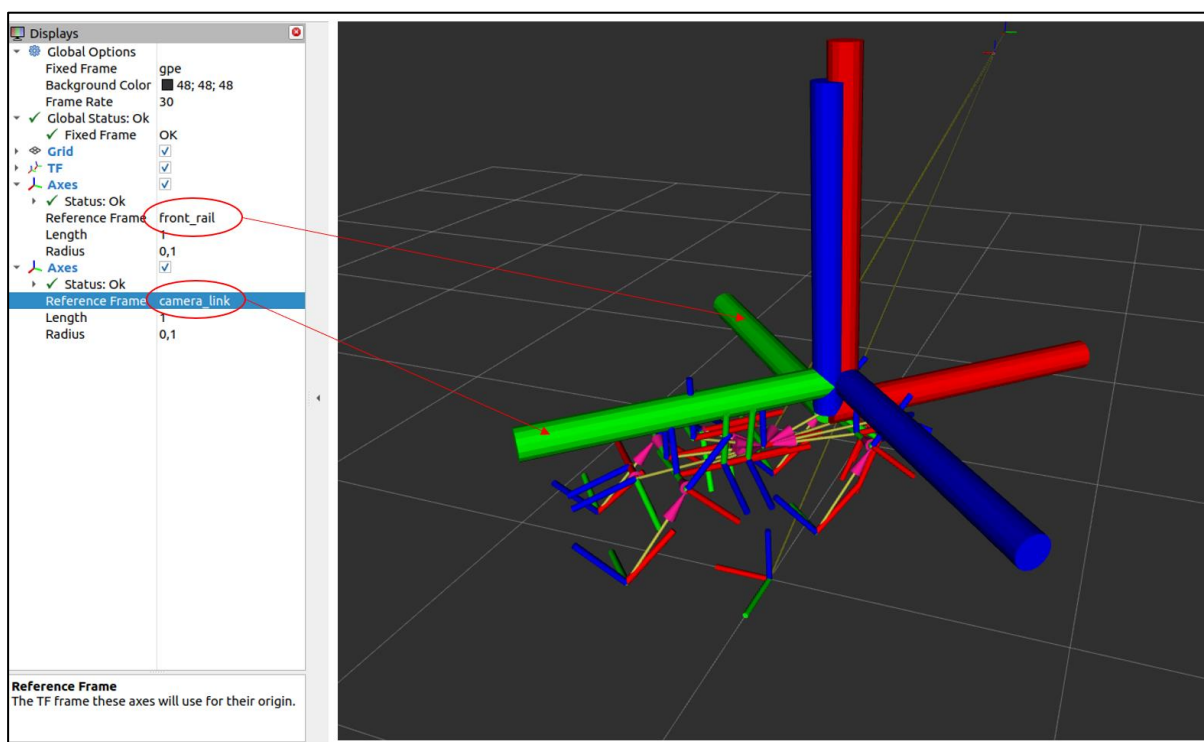 Displays
Global Options
Fixed Frame gpe
Background Color 48; 48; 48
Frame Rate 30
Global Status: Ok
Fixed Frame OK
Grid
TF
Axes
Status: Ok
Reference Frame front_rail
Length 1
Radius 0,1
Axes
Status: Ok
Reference Frame camera_link
Length 1
Radius 0,1
Reference Frame
The TF frame these axes will use for their origin.